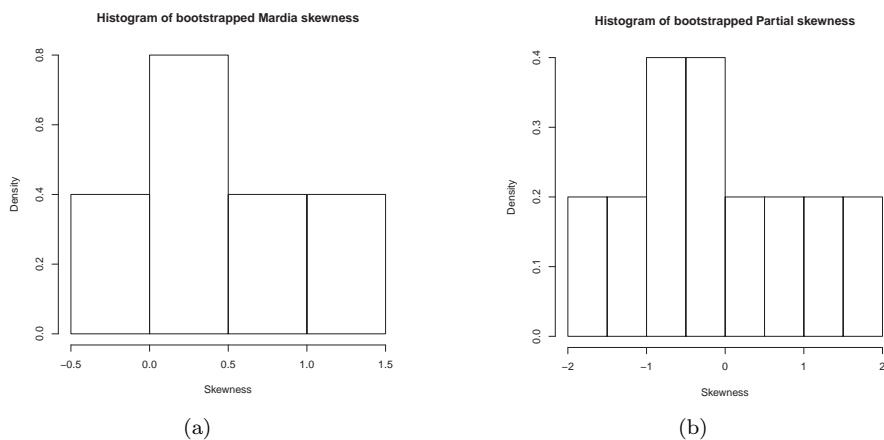 Histogram of bootstrapped Mardia skewness
Density
0.0 0.2 0.4 0.6 0.8
−0.5 0.0 0.5 1.0 1.5
Skewness
(a)
Histogram of bootstrapped Partial skewness
Density
0.0 0.1 0.2 0.3 0.4
−2 −1 0 1 2
Skewness
(b)